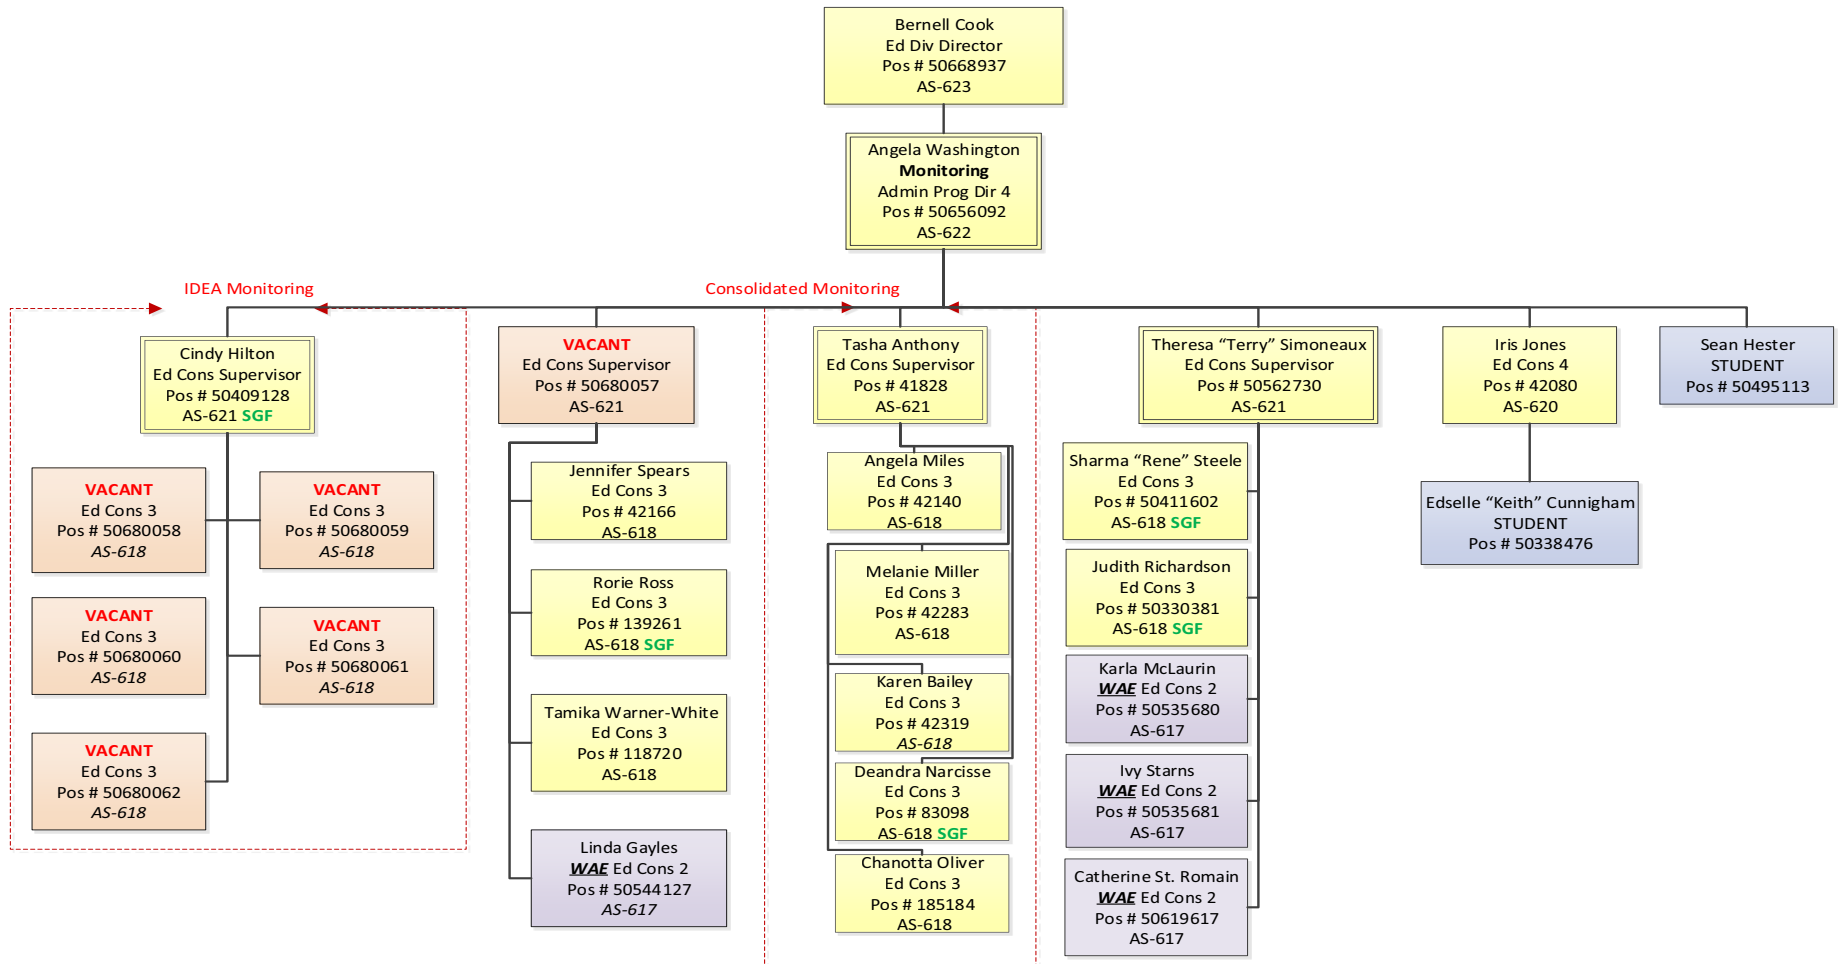 Bernell Cook
Ed Div Director
Pos # 50668937
AS-623
Angela Washington
Monitoring
Admin Prog Dir 4
Pos # 50656092
AS-622
IDEA Monitoring
Consolidated Monitoring
Cindy Hilton
Ed Cons Supervisor
Pos # 50409128
AS-621 SGF
VACANT
Ed Cons 3
Pos # 50680058
AS-618
VACANT
Ed Cons 3
Pos # 50680059
AS-618
VACANT
Ed Cons 3
Pos # 50680060
AS-618
VACANT
Ed Cons 3
Pos # 50680061
AS-618
VACANT
Ed Cons 3
Pos # 50680062
AS-618
VACANT
Ed Cons Supervisor
Pos # 50680057
AS-621
Jennifer Spears
Ed Cons 3
Pos # 42166
AS-618
Rorie Ross
Ed Cons 3
Pos # 139261
AS-618 SGF
Tamika Warner-White
Ed Cons 3
Pos # 118720
AS-618
Linda Gayles
WAE Ed Cons 2
Pos # 50544127
AS-617
Tasha Anthony
Ed Cons Supervisor
Pos # 41828
AS-621
Angela Miles
Ed Cons 3
Pos # 42140
AS-618
Melanie Miller
Ed Cons 3
Pos # 42283
AS-618
Karen Bailey
Ed Cons 3
Pos # 42319
AS-618
Deandra Narcisse
Ed Cons 3
Pos # 83098
AS-618 SGF
Chanotta Oliver
Ed Cons 3
Pos # 185184
AS-618
Theresa “Terry” Simoneaux
Ed Cons Supervisor
Pos # 50562730
AS-621
Sharma “Rene” Steele
Ed Cons 3
Pos # 50411602
AS-618 SGF
Judith Richardson
Ed Cons 3
Pos # 50330381
AS-618 SGF
Karla McLaurin
WAE Ed Cons 2
Pos # 50535680
AS-617
Ivy Starns
WAE Ed Cons 2
Pos # 50535681
AS-617
Catherine St. Romain
WAE Ed Cons 2
Pos # 50619617
AS-617
Iris Jones
Ed Cons 4
Pos # 42080
AS-620
Edselle “Keith” Cunnigham
STUDENT
Pos # 50338476
Sean Hester
STUDENT
Pos # 50495113